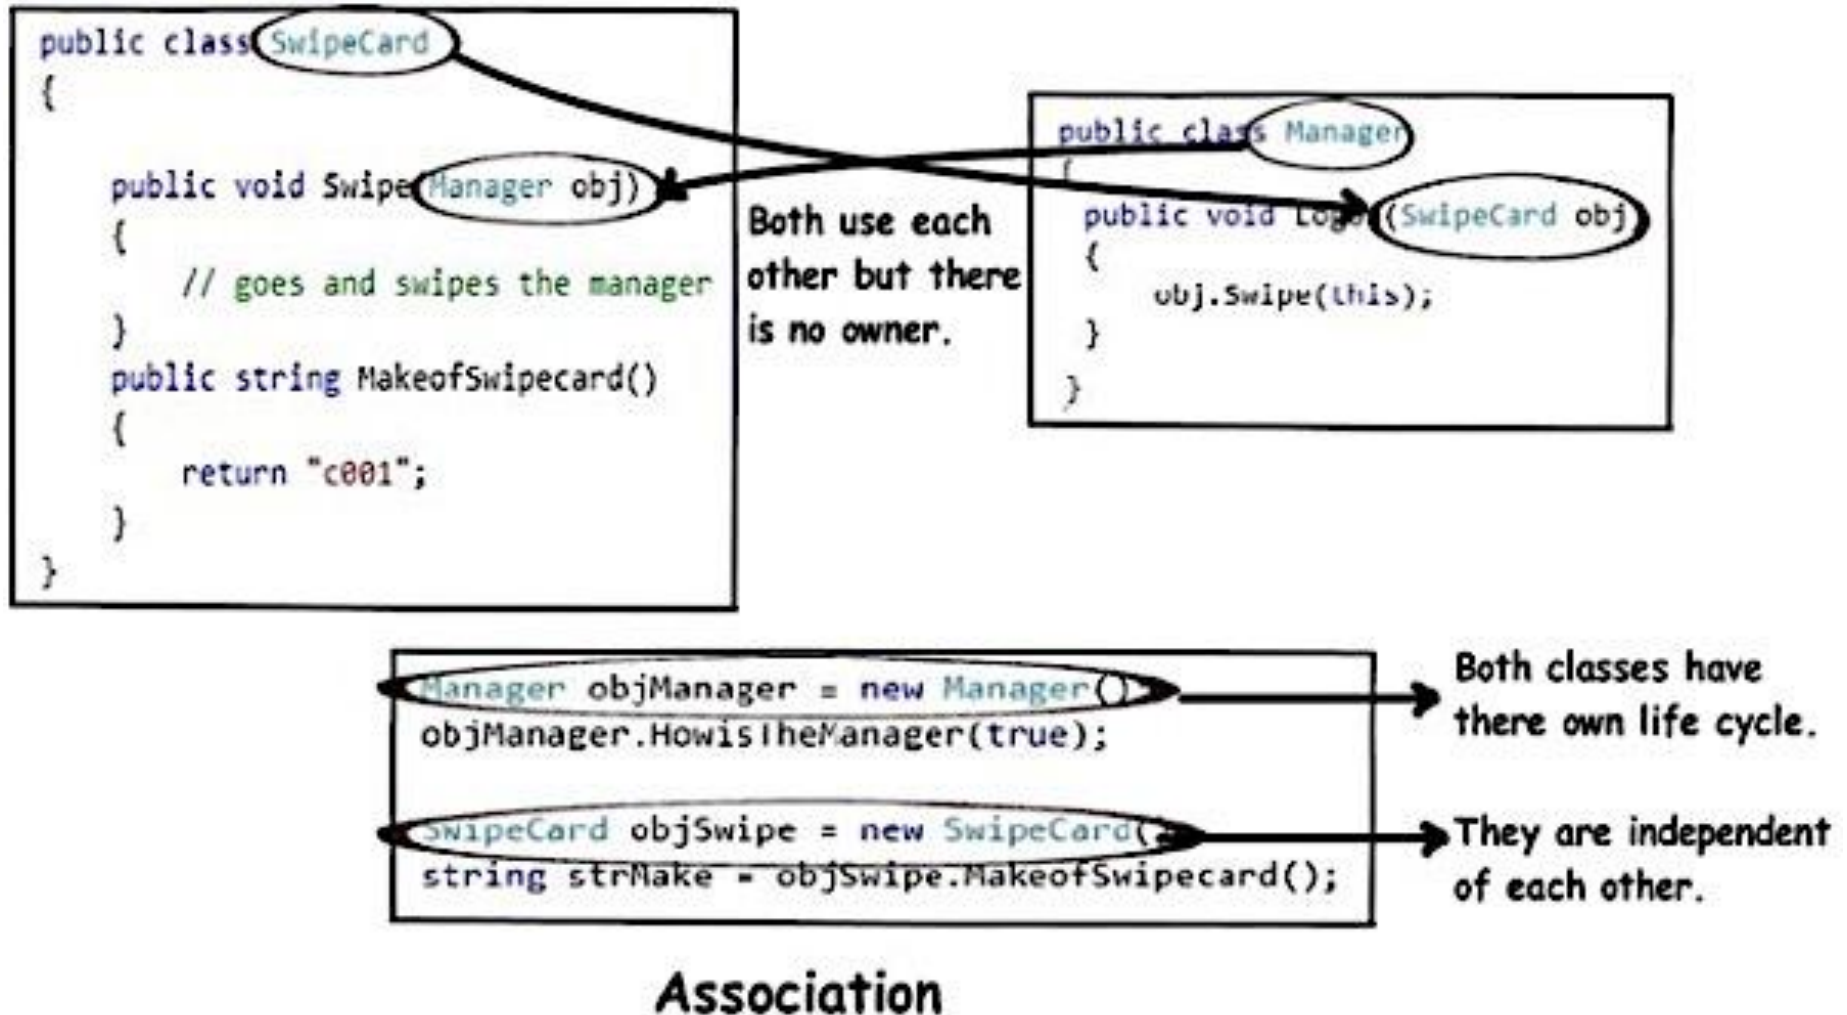 public class SwipeCard
{
public void Swipe(Manager obj)
{
// goes and swipes the manager
}
public string MakeofSwipecard()
{
return "c001";
}
}
Both use each
other but there
is no owner.
public class Manager
{
public void (SwipeCard obj)
{
obj.Swipe(this);
}
}
Manager objManager = new Manager()
objManager.HowisTheManager(true);
SwipeCard objSwipe = new SwipeCard(
string strMake = objSwipe.MakeofSwipecard();
Both classes have
there own life cycle.
They are independent
of each other.
Association